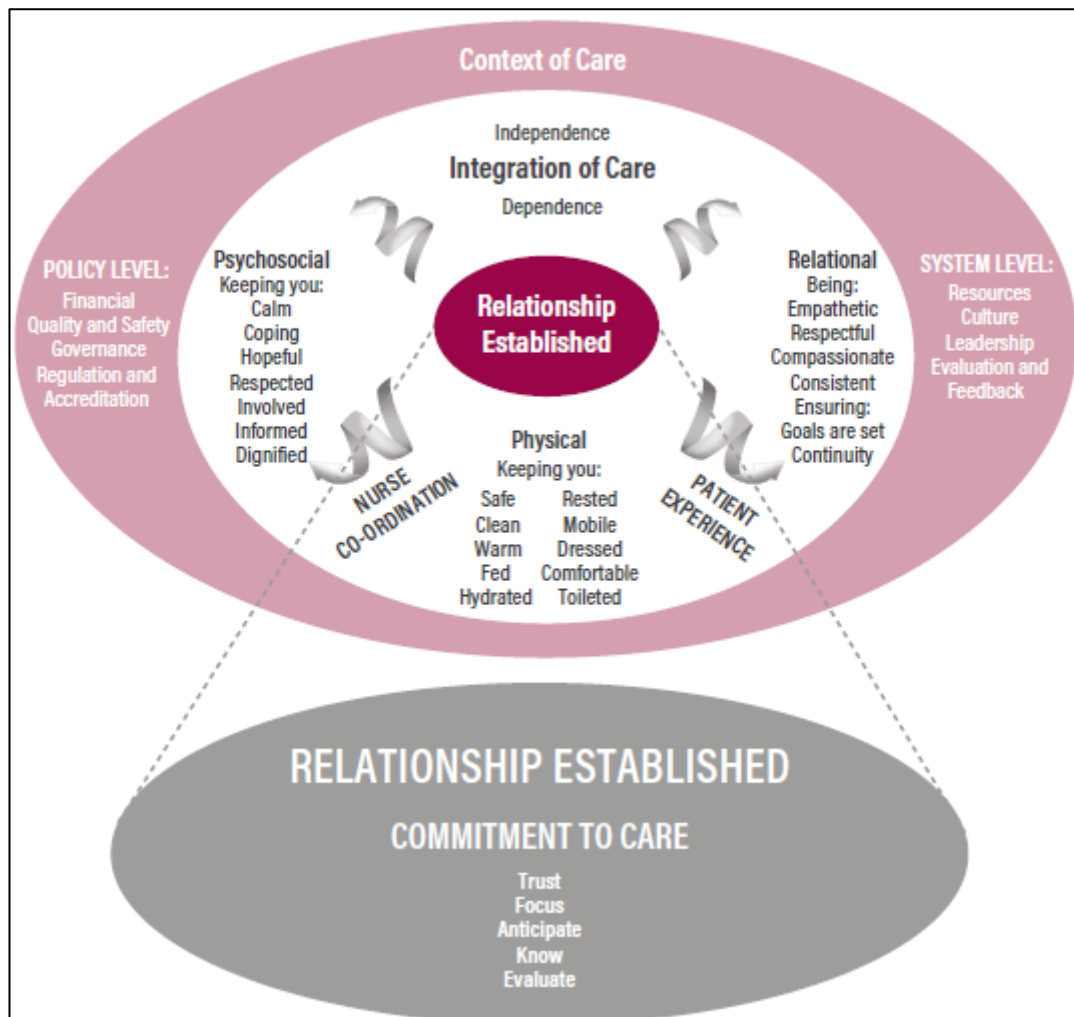 Context of Care
Independence
Integration of Care
Dependence
POLICY LEVEL:
Financial
Quality and Safety
Governance
Regulation and
Accreditation
Psychosocial
Keeping you:
Calm
Coping
Hopeful
Respected
Involved
Informed
Dignified
Relationship
Established
Relational
Being:
Empathetic
Respectful
Compassionate
Consistent
Ensuring:
Goals are set
Continuity
SYSTEM LEVEL:
Resources
Culture
Leadership
Evaluation and
Feedback
NURSE
CO-ORDINATION
Physical
Keeping you:
Safe Rested
Clean Mobile
Warm Dressed
Fed Comfortable
Hydrated Toileted
PATIENT
EXPERIENCE
RELATIONSHIP ESTABLISHED
COMMITMENT TO CARE
Trust
Focus
Anticipate
Know
Evaluate